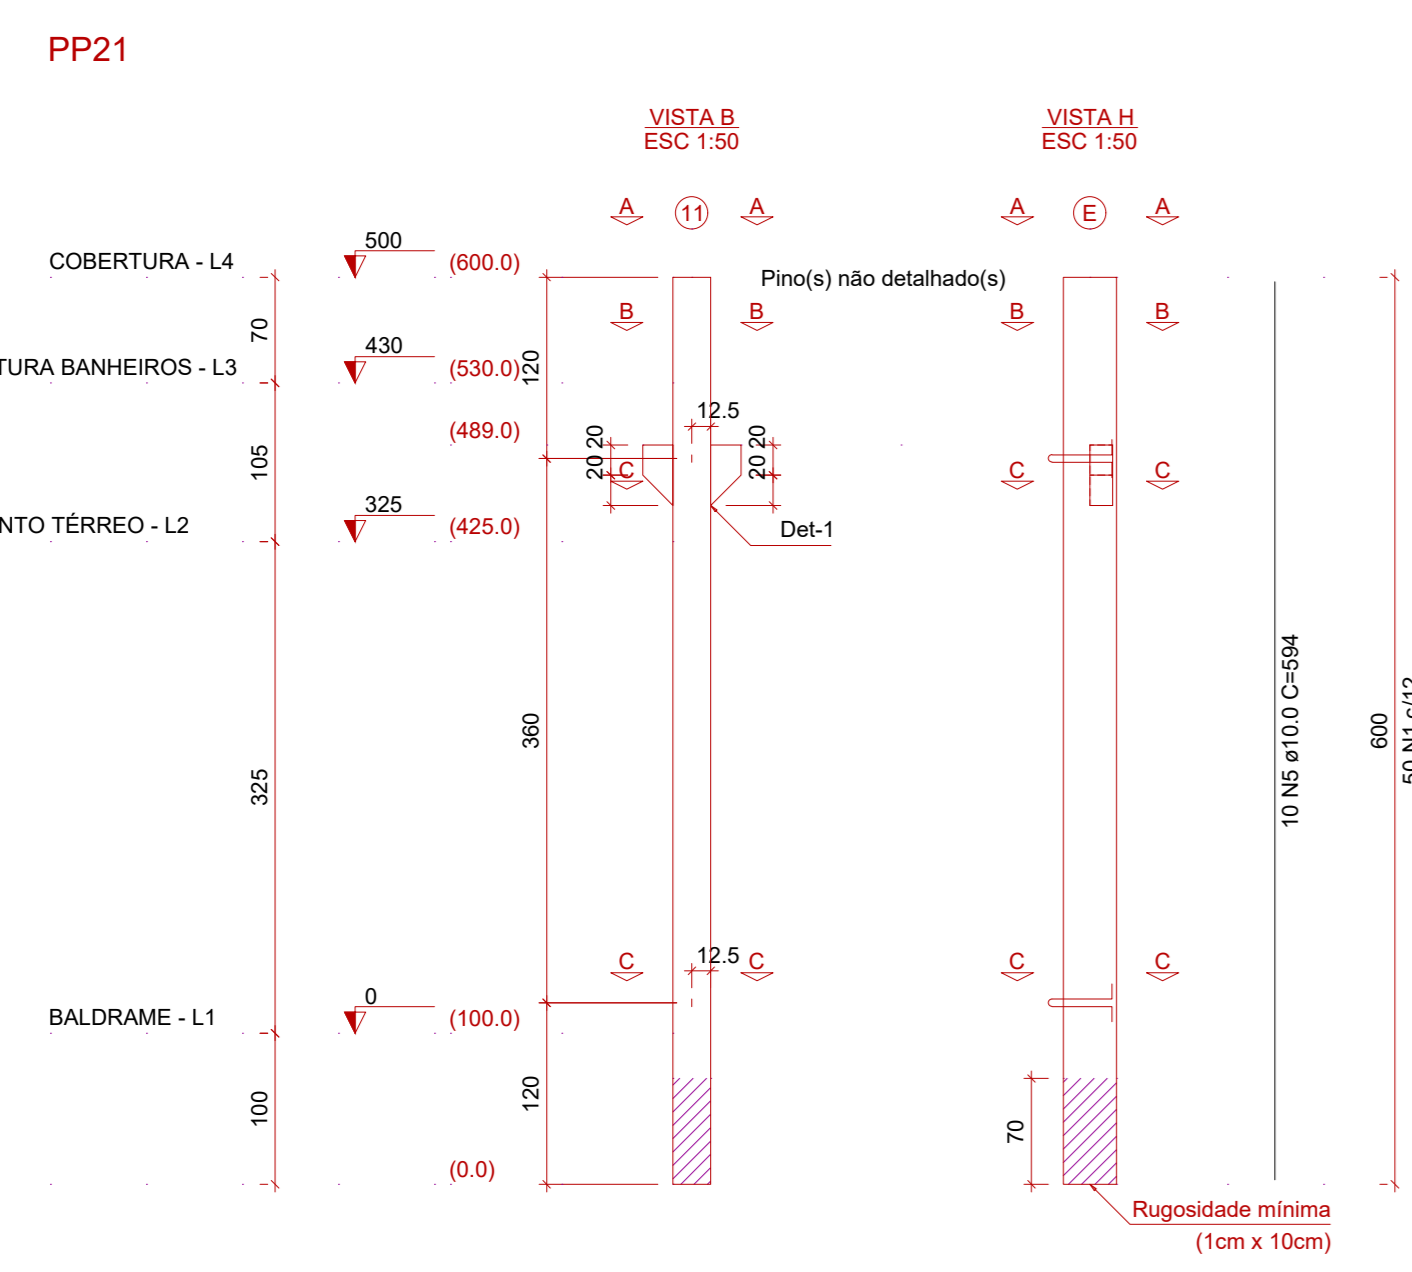 PP21
VISTA B
ESC 1:50
VISTA H
ESC 1:50
A
11
A
A
E
A
COBERTURA - L4
500
(600.0)
Pino(s) não detalhado(s)
B
B
B
B
70
TURA BANHEIROS - L3
430
(530.0)
120
12.5
(489.0)
20 20
20 20
105
C
C
C
NTO TÉRREO - L2
325
(425.0)
Det-1
325
360
10 N5 ø10.0 C=594
600
50 N1 c/12
12.5
C
C
C
C
BALDRAME - L1
0
(100.0)
100
120
70
(0.0)
Rugosidade mínima
(1cm x 10cm)